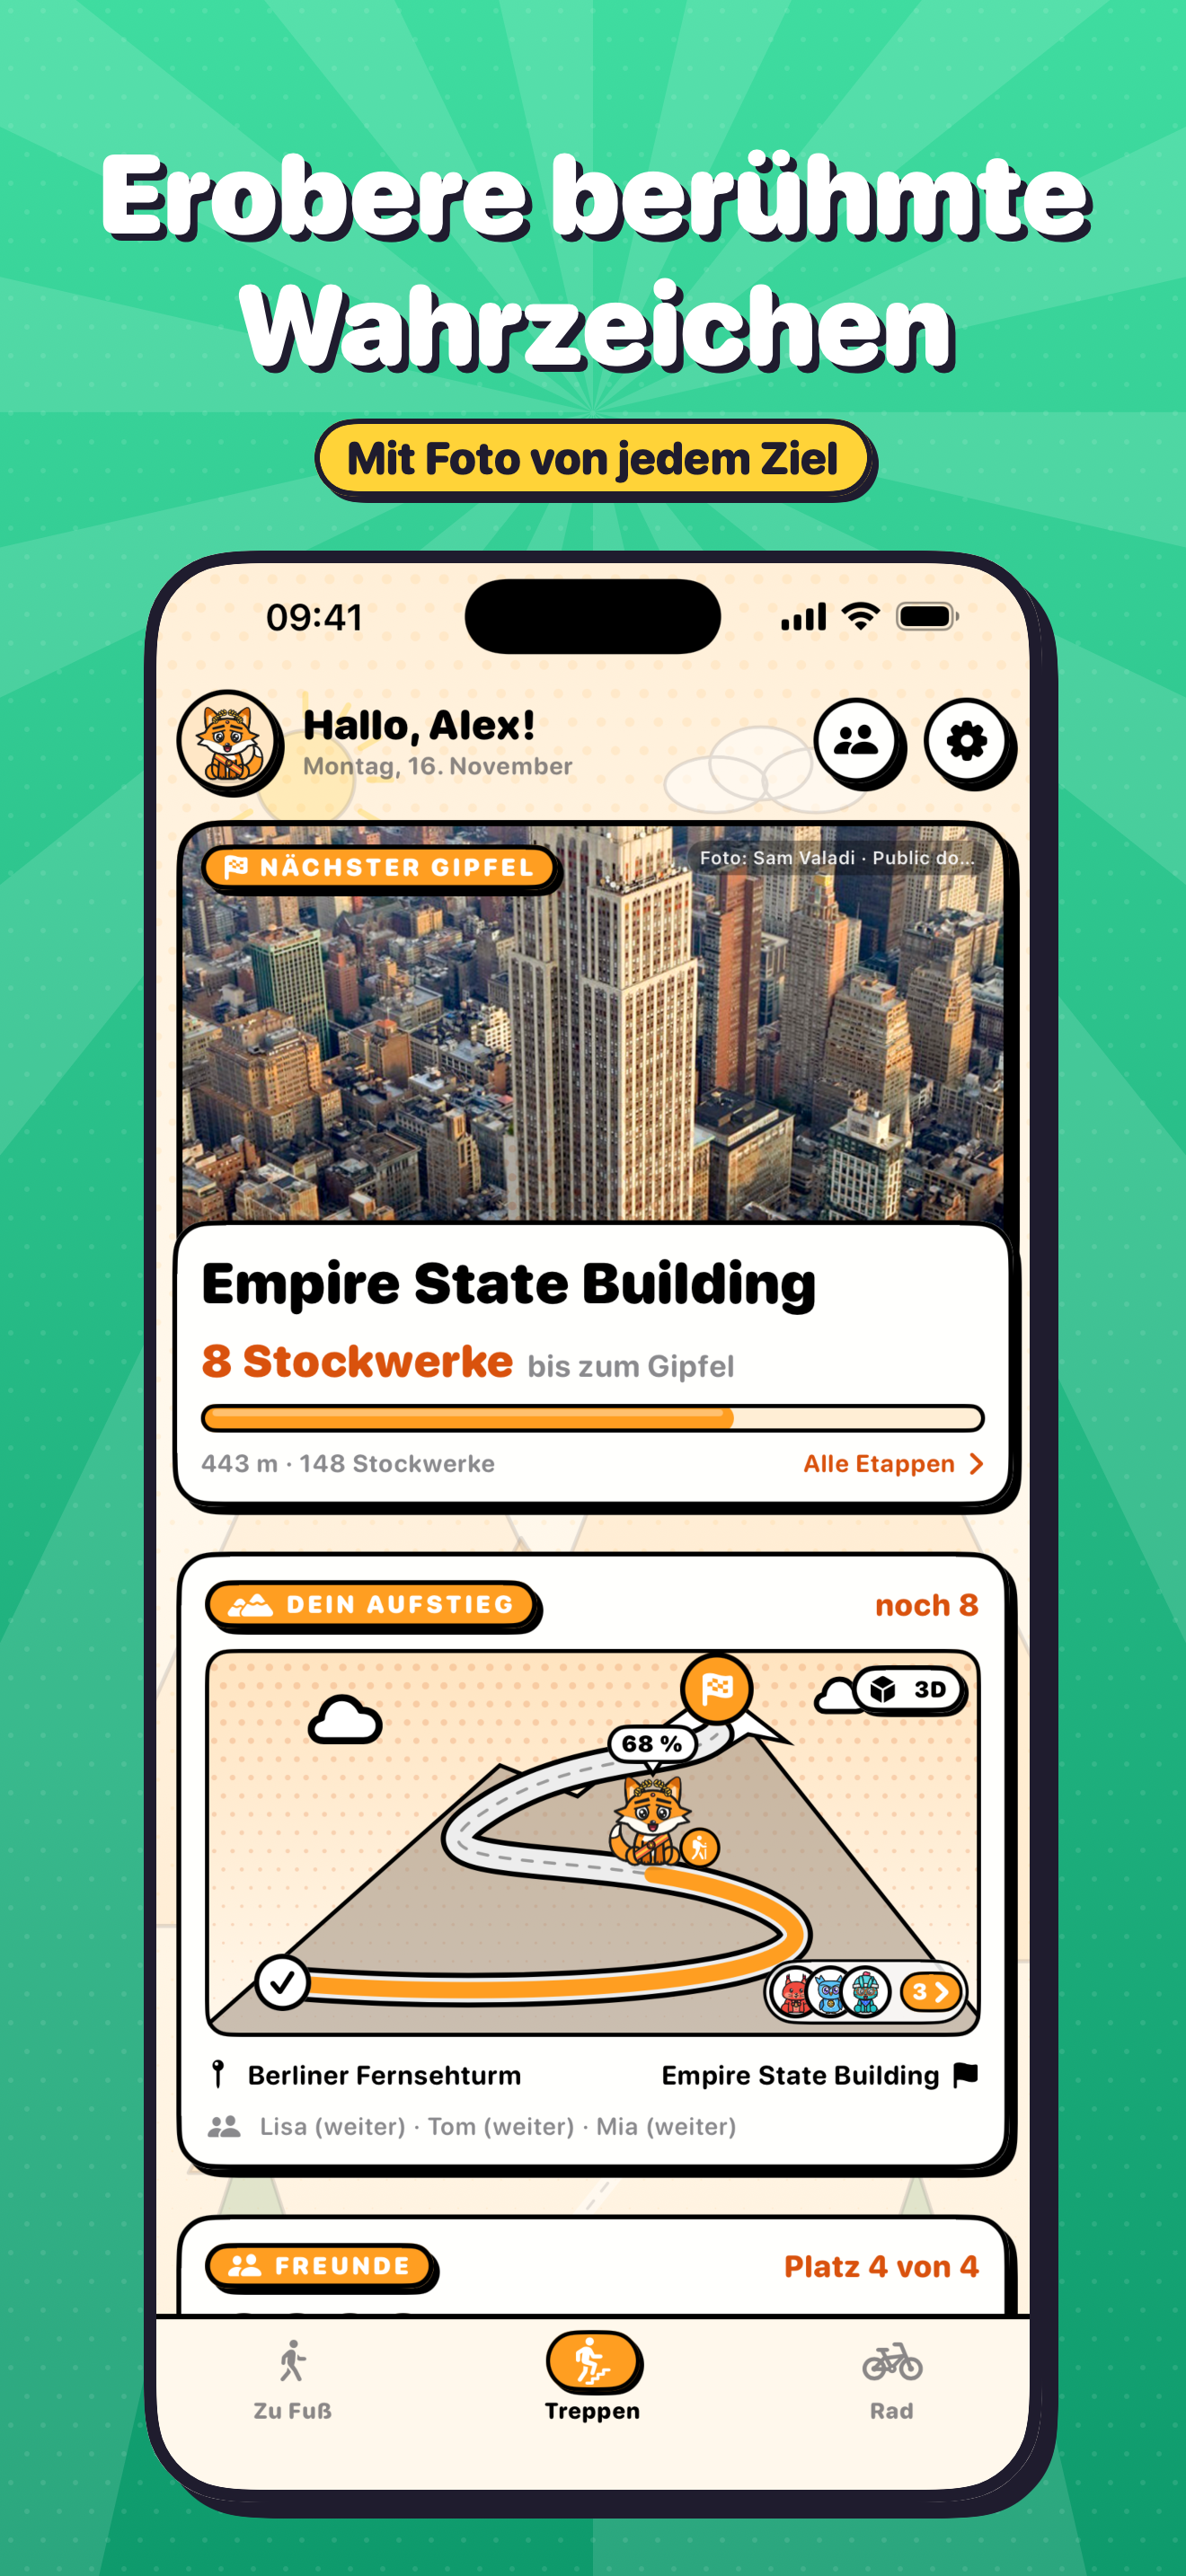 Erobere berühmte
Wahrzeichen
Mit Foto von jedem Ziel
09:41
Hallo, Alex!
Montag, 16. November
NÄCHSTER GIPFEL
Foto: Sam Valadi · Public do...
Empire State Building
8 Stockwerke bis zum Gipfel
443 m · 148 Stockwerke
Alle Etappen
DEIN AUFSTIEG
noch 8
3D
68 %
3
Berliner Fernsehturm
Empire State Building
Lisa (weiter) · Tom (weiter) · Mia (weiter)
FREUNDE
Platz 4 von 4
Zu Fuß
Treppen
Rad